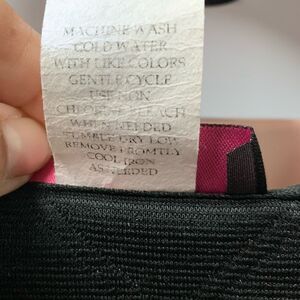 MACHINE WASH
COLD WATER
WITH LIKE COLORS
GENTLE CYCLE
USE NON
CHLORINE BLEACH
WHEN NEEDED
TUMBLE DRY LOW
REMOVE PROMTLY
COOL IRON
AS NEEDED